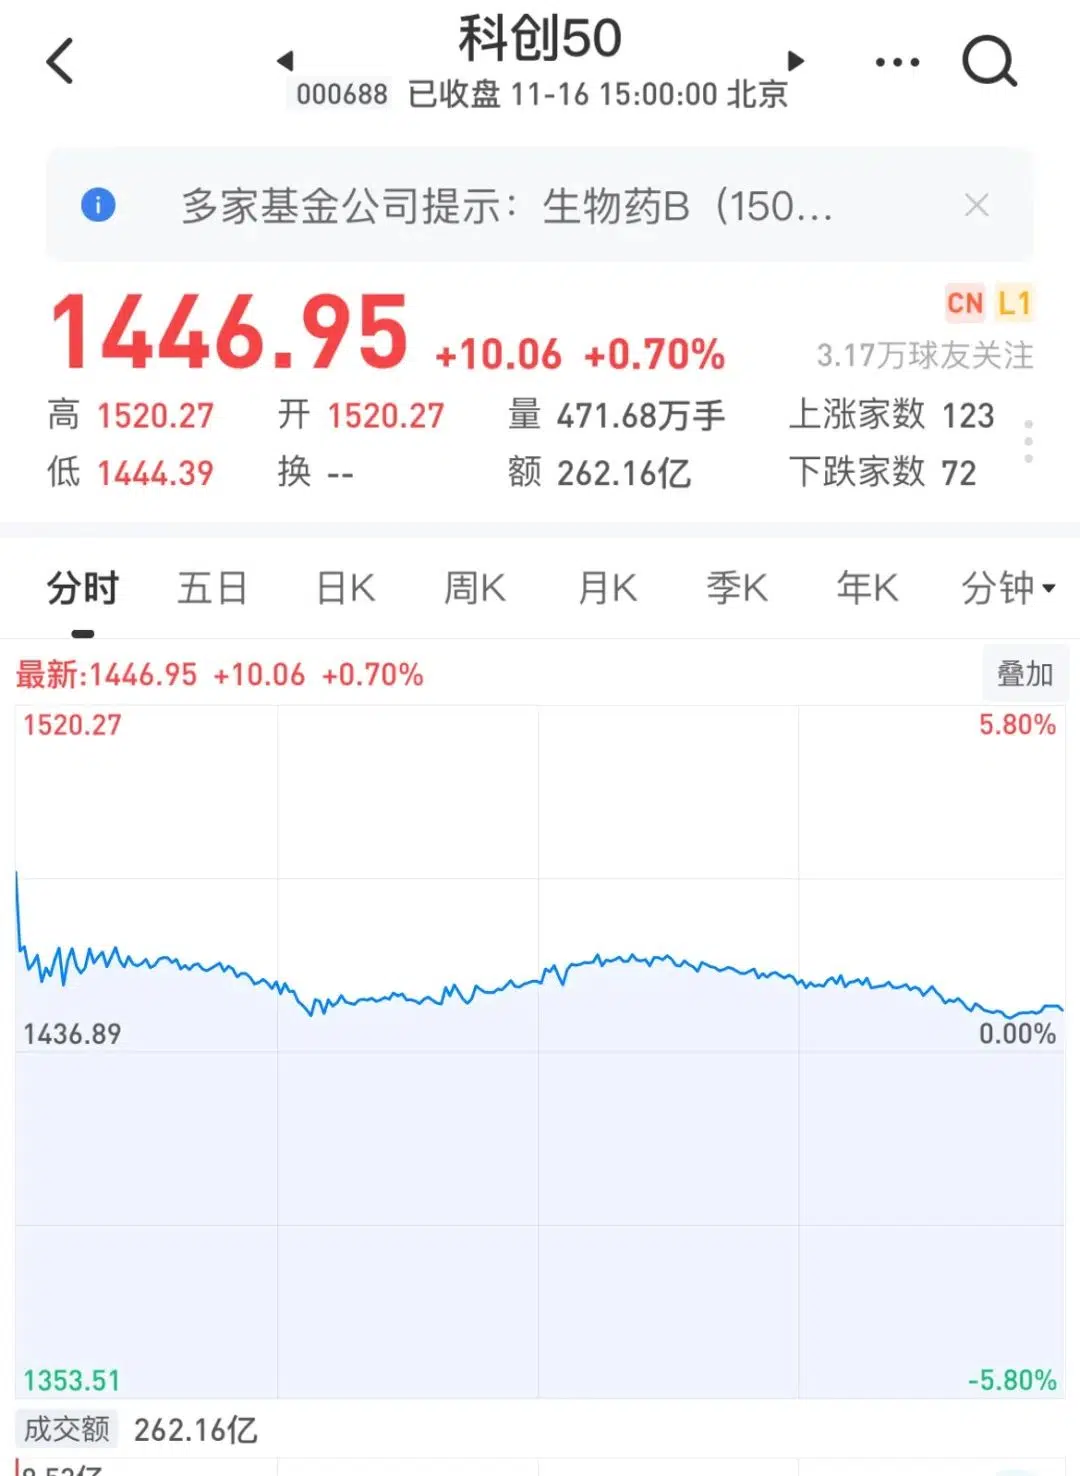 科创50
000688 已收盘 11-16 15:00:00 北京
多家基金公司提示：生物药B（150...
1446.95 +10.06 +0.70%
CN L1
3.17万球友关注
高 1520.27 开 1520.27 量 471.68万手 上涨家数 123
低 1444.39 换 -- 额 262.16亿 下跌家数 72
分时 五日 日K 周K 月K 季K 年K 分钟
最新:1446.95 +10.06 +0.70% 叠加
1520.27 5.80%
1436.89 0.00%
1353.51 -5.80%
成交额 262.16亿